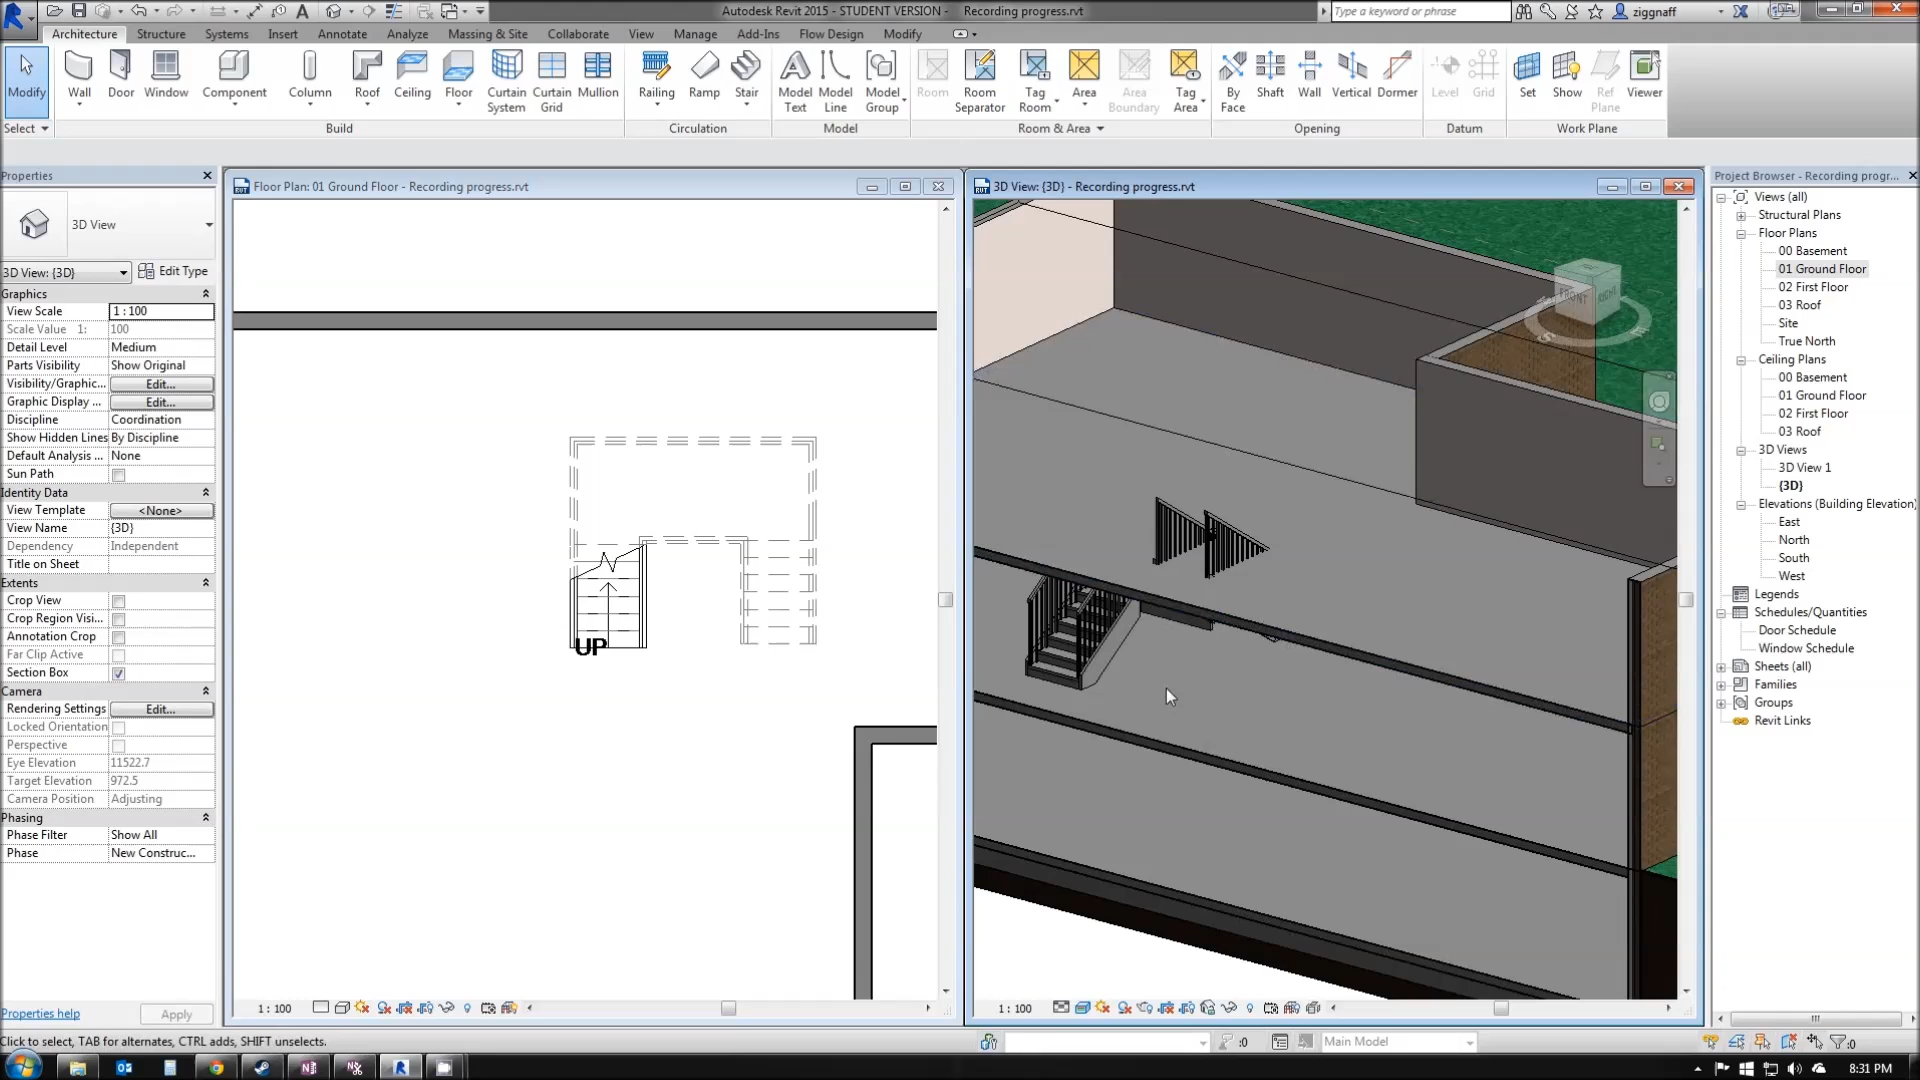 Autodesk Revit 2015 - STUDENT VERSION - Recording progress.rvt
Type a keyword or phrase
ziggnaff
Architecture Structure Systems Insert Annotate Analyze Massing & Site Collaborate View Manage Add-Ins Flow Design Modify
Modify Wall Door Window Component Column Roof Ceiling Floor Curtain System Curtain Grid Mullion Railing Ramp Stair Model Text Model Line Model Group Room Room Separator Tag Room Area Area Boundary Tag Area By Face Shaft Wall Vertical Dormer Level Grid Set Show Ref Plane Viewer
Select Build Circulation Model Room & Area Opening Datum Work Plane
Properties
3D View
3D View: {3D} Edit Type
Graphics
View Scale 1 : 100
Scale Value 1: 100
Detail Level Medium
Parts Visibility Show Original
Visibility/Graphic... Edit...
Graphic Display ... Edit...
Discipline Coordination
Show Hidden Lines By Discipline
Default Analysis ... None
Sun Path
Identity Data
View Template <None>
View Name {3D}
Dependency Independent
Title on Sheet
Extents
Crop View
Crop Region Visi...
Annotation Crop
Far Clip Active
Section Box
Camera
Rendering Settings Edit...
Locked Orientation
Perspective
Eye Elevation 11522.7
Target Elevation 972.5
Camera Position Adjusting
Phasing
Phase Filter Show All
Phase New Construc...
Properties help Apply
Floor Plan: 01 Ground Floor - Recording progress.rvt
UP
1 : 100
3D View: {3D} - Recording progress.rvt
FRONT RIGHT
1 : 100
Project Browser - Recording progr...
Views (all)
Structural Plans
Floor Plans
00 Basement
01 Ground Floor
02 First Floor
03 Roof
Site
True North
Ceiling Plans
00 Basement
01 Ground Floor
02 First Floor
03 Roof
3D Views
3D View 1
{3D}
Elevations (Building Elevation)
East
North
South
West
Legends
Schedules/Quantities
Door Schedule
Window Schedule
Sheets (all)
Families
Groups
Revit Links
Click to select, TAB for alternates, CTRL adds, SHIFT unselects.
:0 Main Model :0
8:31 PM